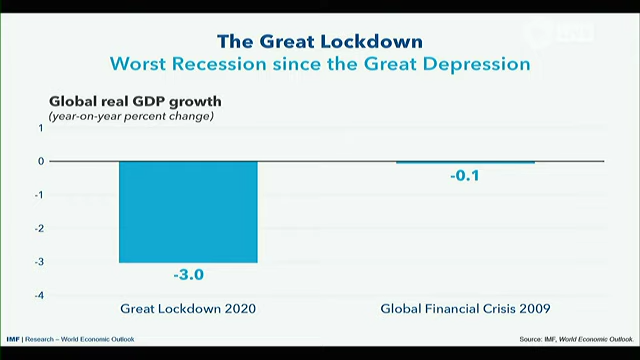 The Great Lockdown
Worst Recession since the Great Depression
Global real GDP growth
(year-on-year percent change)
1
0
-1
-2
-3
-4
-3.0
-0.1
Great Lockdown 2020
Global Financial Crisis 2009
IMF | Research – World Economic Outlook
Source: IMF, World Economic Outlook.